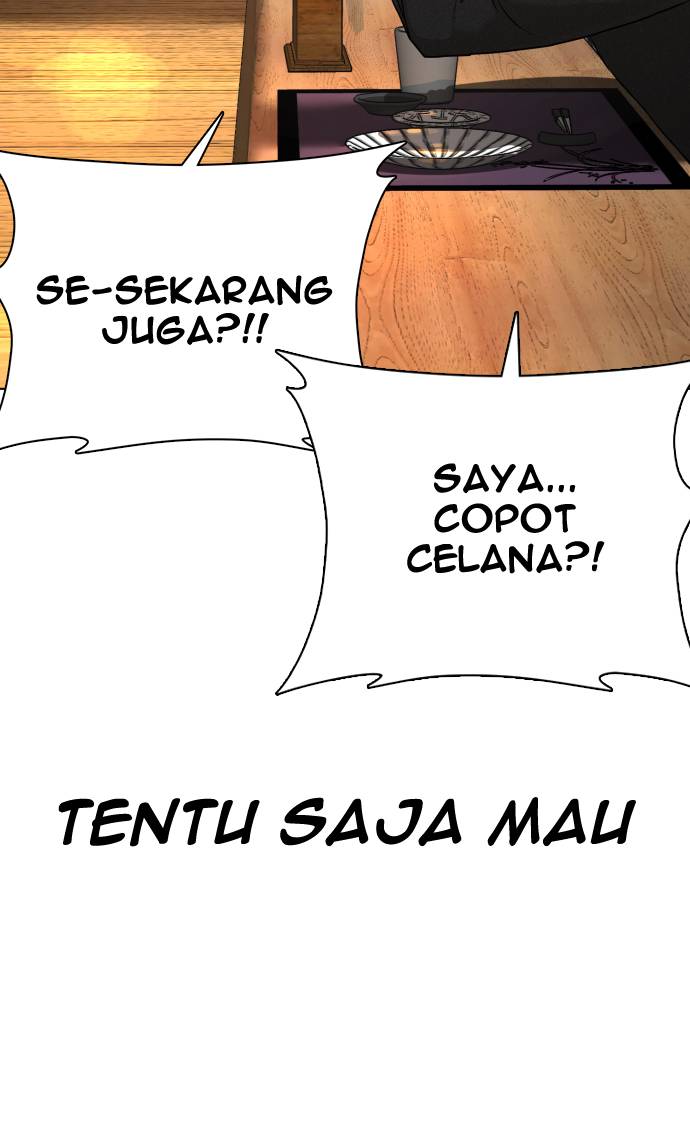 SE-SEKARANG
JUGA?!!
SAYA...
COPOT
CELANA?!
TENTU SAJA MAU